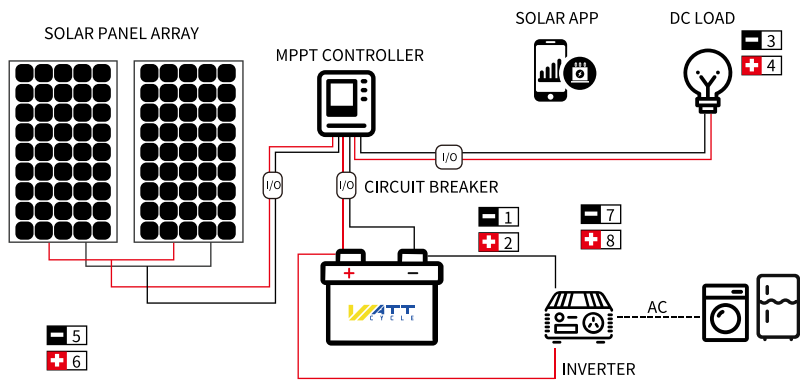 SOLAR APP
DC LOAD
SOLAR PANEL ARRAY
3
MPPT CONTROLLER
4
I/O
I/O
I/O
CIRCUIT BREAKER
1
7
2
8
+ −
WATT
CYCLE
AC
5
6
INVERTER